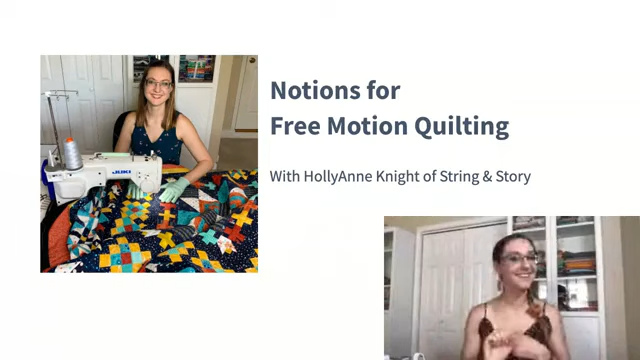 Notions for
Free Motion Quilting
With HollyAnne Knight of String & Story
JUKI